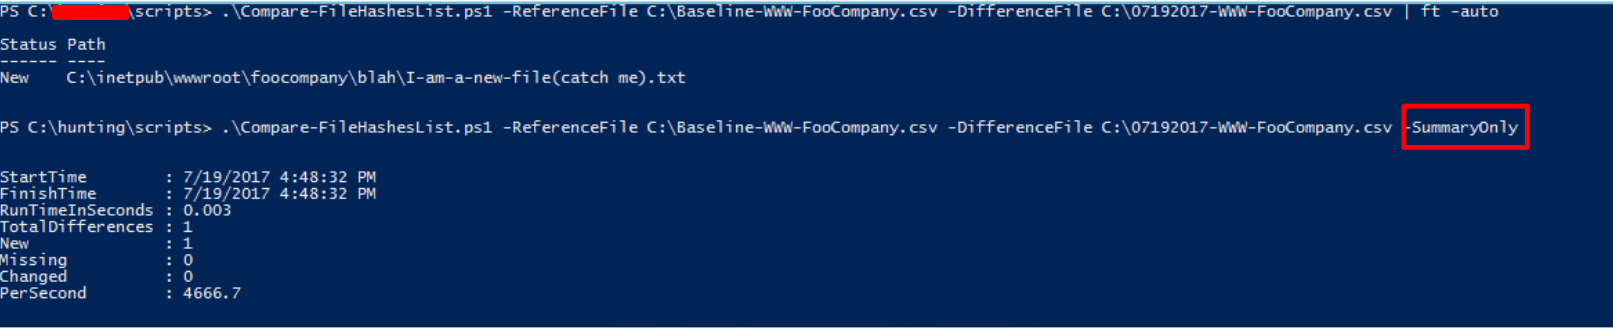 PS C:\ \scripts> .\Compare-FileHashesList.ps1 -ReferenceFile C:\Baseline-WWW-FooCompany.csv -DifferenceFile C:\07192017-WWW-FooCompany.csv | ft -auto
Status Path
------ ----
New    C:\inetpub\wwwroot\foocompany\blah\I-am-a-new-file(catch me).txt
PS C:\hunting\scripts> .\Compare-FileHashesList.ps1 -ReferenceFile C:\Baseline-WWW-FooCompany.csv -DifferenceFile C:\07192017-WWW-FooCompany.csv -SummaryOnly
StartTime        : 7/19/2017 4:48:32 PM
FinishTime       : 7/19/2017 4:48:32 PM
RunTimeInSeconds : 0.003
TotalDifferences : 1
New              : 1
Missing          : 0
Changed          : 0
PerSecond        : 4666.7